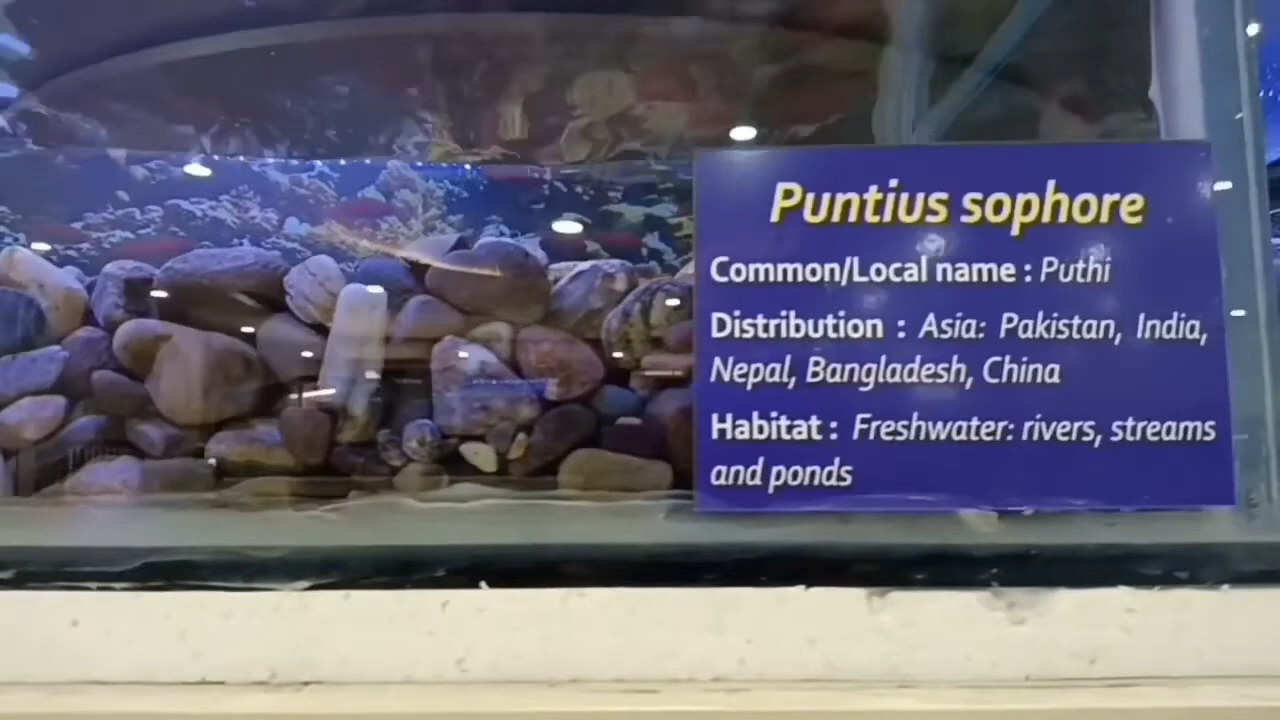 Puntius sophore
Common/Local name : Puthi
Distribution : Asia: Pakistan, India,
Nepal, Bangladesh, China
Habitat : Freshwater: rivers, streams
and ponds